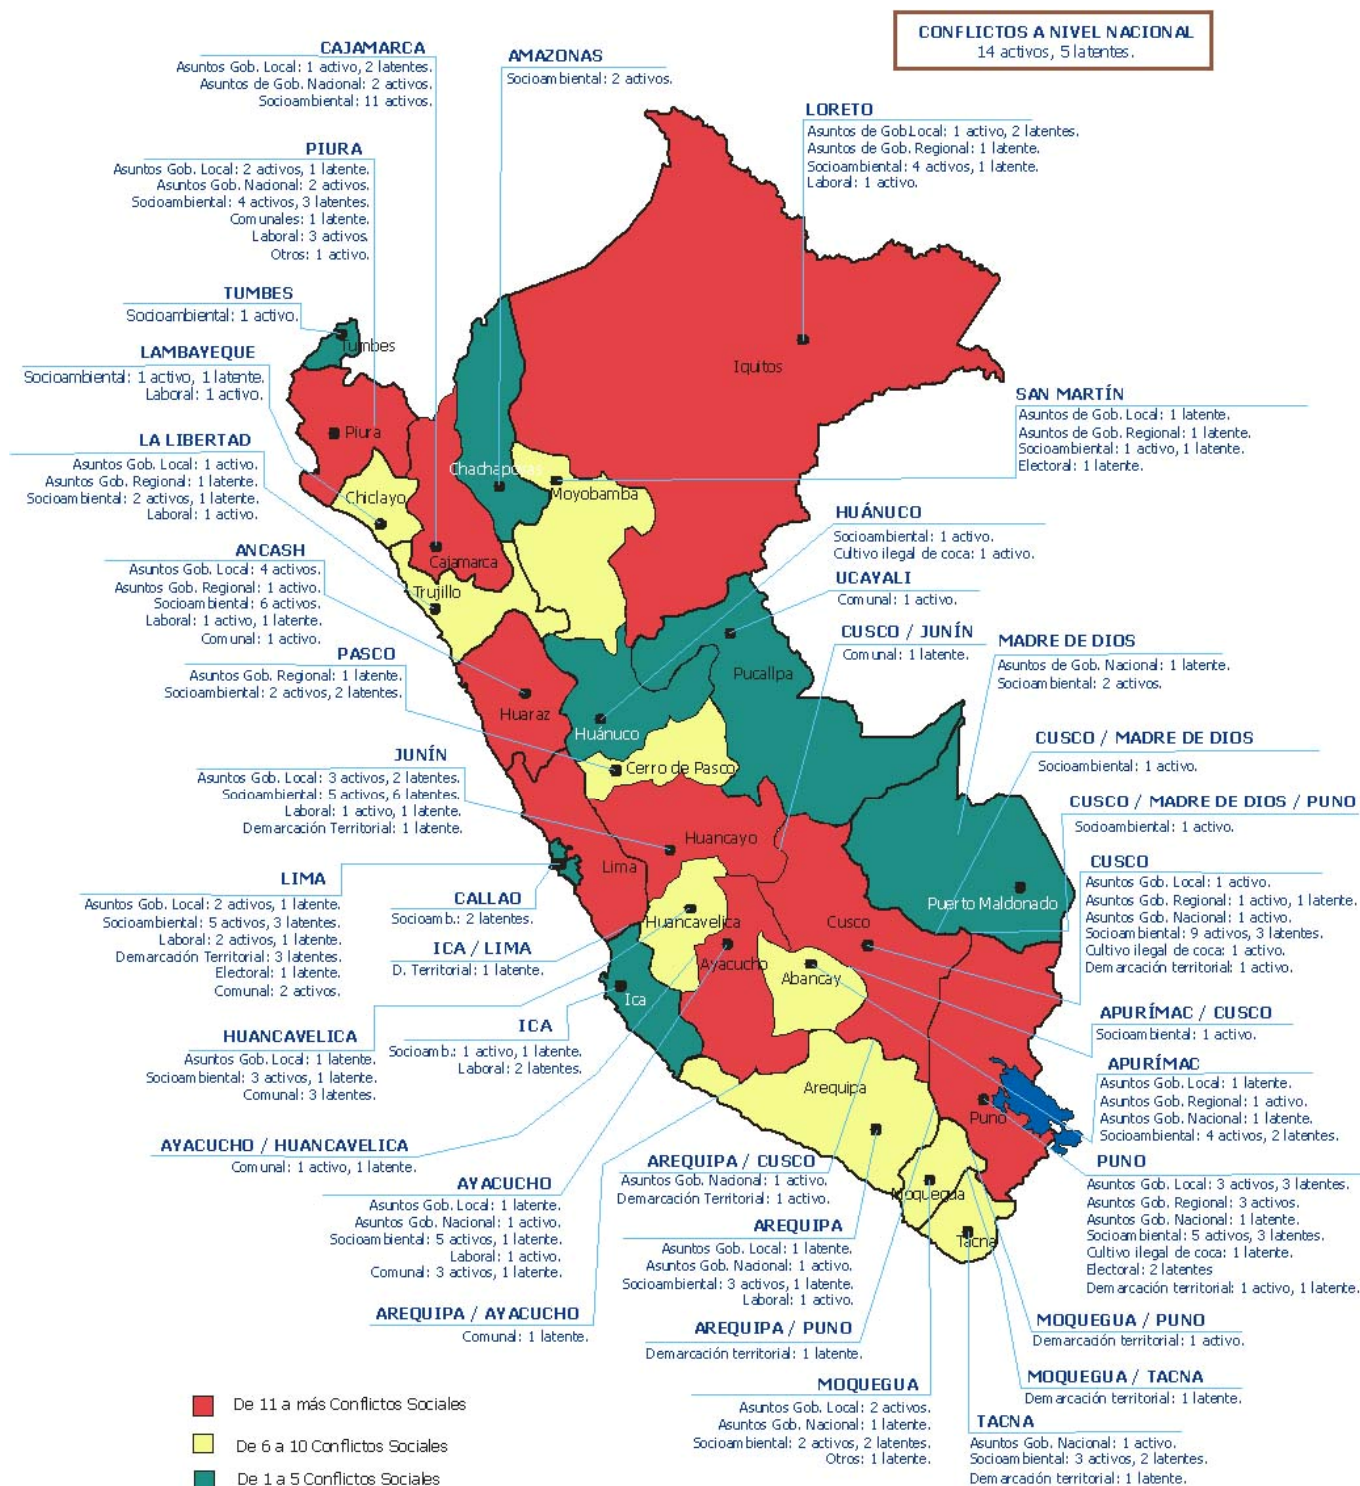 CONFLICTOS A NIVEL NACIONAL
14 activos, 5 latentes.
CAJAMARCA
Asuntos Gob. Local: 1 activo, 2 latentes.
Asuntos de Gob. Nacional: 2 activos.
Socioambiental: 11 activos.
AMAZONAS
Socioambiental: 2 activos.
LORETO
Asuntos de Gob.Local: 1 activo, 2 latentes.
Asuntos de Gob. Regional: 1 latente.
Socioambiental: 4 activos, 1 latente.
Laboral: 1 activo.
PIURA
Asuntos Gob. Local: 2 activos, 1 latente.
Asuntos Gob. Nacional: 2 activos.
Socioambiental: 4 activos, 3 latentes.
Comunales: 1 latente.
Laboral: 3 activos.
Otros: 1 activo.
TUMBES
Socioambiental: 1 activo.
LAMBAYEQUE
Socioambiental: 1 activo, 1 latente.
Laboral: 1 activo.
LA LIBERTAD
Asuntos Gob. Local: 1 activo.
Asuntos Gob. Regional: 1 latente.
Socioambiental: 2 activos, 1 latente.
Laboral: 1 activo.
ANCASH
Asuntos Gob. Local: 4 activos.
Asuntos Gob. Regional: 1 activo.
Socioambiental: 6 activos.
Laboral: 1 activo, 1 latente.
Comunal: 1 activo.
PASCO
Asuntos Gob. Regional: 1 latente.
Socioambiental: 2 activos, 2 latentes.
JUNÍN
Asuntos Gob. Local: 3 activos, 2 latentes.
Socioambiental: 5 activos, 6 latentes.
Laboral: 1 activo, 1 latente.
Demarcación Territorial: 1 latente.
LIMA
Asuntos Gob. Local: 2 activos, 1 latente.
Socioambiental: 5 activos, 3 latentes.
Laboral: 2 activos, 1 latente.
Demarcación Territorial: 3 latentes.
Electoral: 1 latente.
Comunal: 2 activos.
CALLAO
Socioamb.: 2 latentes.
ICA / LIMA
D. Territorial: 1 latente.
HUANCAVELICA
Asuntos Gob. Local: 1 latente.
Socioambiental: 3 activos, 1 latente.
Comunal: 3 latentes.
ICA
Socioamb.: 1 activo, 1 latente.
Laboral: 2 latentes.
AYACUCHO / HUANCAVELICA
Comunal: 1 activo, 1 latente.
AYACUCHO
Asuntos Gob. Local: 1 latente.
Asuntos Gob. Nacional: 1 activo.
Socioambiental: 5 activos, 1 latente.
Laboral: 1 activo.
Comunal: 3 activos, 1 latente.
AREQUIPA / AYACUCHO
Comunal: 1 latente.
SAN MARTÍN
Asuntos de Gob. Local: 1 latente.
Asuntos de Gob. Regional: 1 latente.
Socioambiental: 1 activo, 1 latente.
Electoral: 1 latente.
HUÁNUCO
Socioambiental: 1 activo.
Cultivo ilegal de coca: 1 activo.
UCAYALI
Comunal: 1 activo.
CUSCO / JUNÍN
Comunal: 1 latente.
MADRE DE DIOS
Asuntos de Gob. Nacional: 1 latente.
Socioambiental: 2 activos.
CUSCO / MADRE DE DIOS
Socioambiental: 1 activo.
CUSCO / MADRE DE DIOS / PUNO
Socioambiental: 1 activo.
CUSCO
Asuntos Gob. Local: 1 activo.
Asuntos Gob. Regional: 1 activo, 1 latente.
Asuntos Gob. Nacional: 1 activo.
Socioambiental: 9 activos, 3 latentes.
Cultivo ilegal de coca: 1 activo.
Demarcación territorial: 1 activo.
APURÍMAC / CUSCO
Socioambiental: 1 activo.
APURÍMAC
Asuntos Gob. Local: 1 latente.
Asuntos Gob. Regional: 1 activo.
Asuntos Gob. Nacional: 1 latente.
Socioambiental: 4 activos, 2 latentes.
PUNO
Asuntos Gob. Local: 3 activos, 3 latentes.
Asuntos Gob. Regional: 3 activos.
Asuntos Gob. Nacional: 1 latente.
Socioambiental: 5 activos, 3 latentes.
Cultivo ilegal de coca: 1 latente.
Electoral: 2 latentes
Demarcación territorial: 1 activo, 1 latente.
AREQUIPA / CUSCO
Asuntos Gob. Nacional: 1 activo.
Demarcación Territorial: 1 activo.
AREQUIPA
Asuntos Gob. Local: 1 latente.
Asuntos Gob. Nacional: 1 activo.
Socioambiental: 3 activos, 1 latente.
Laboral: 1 activo.
AREQUIPA / PUNO
Demarcación territorial: 1 latente.
MOQUEGUA
Asuntos Gob. Local: 2 activos.
Asuntos Gob. Nacional: 1 latente.
Socioambiental: 2 activos, 2 latentes.
Otros: 1 latente.
MOQUEGUA / PUNO
Demarcación territorial: 1 activo.
MOQUEGUA / TACNA
Demarcación territorial: 1 latente.
TACNA
Asuntos Gob. Nacional: 1 activo.
Socioambiental: 3 activos, 2 latentes.
Demarcación territorial: 1 latente.
Tumbes
Iquitos
Piura
Chachapoyas
Chiclayo
Moyobamba
Cajamarca
Trujillo
Pucallpa
Huaraz
Huánuco
Cerro de Pasco
Huancayo
Lima
Puerto Maldonado
Huancavelica
Cusco
Ayacucho
Abancay
Ica
Arequipa
Puno
Moquegua
Tacna
De 11 a más Conflictos Sociales
De 6 a 10 Conflictos Sociales
De 1 a 5 Conflictos Sociales